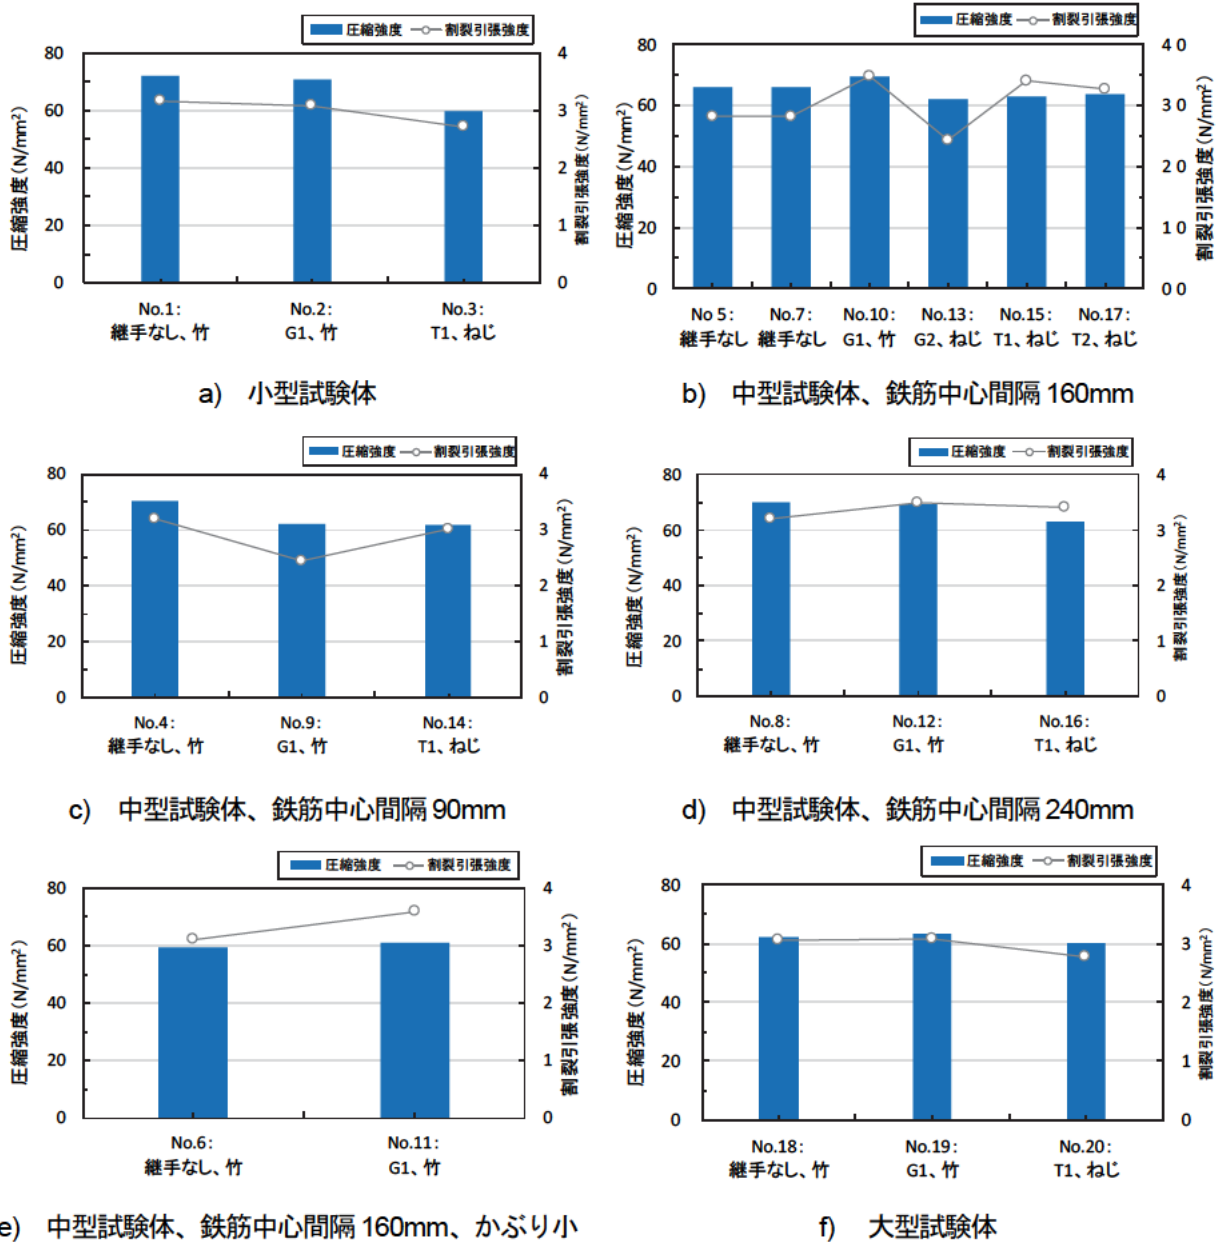 圧縮強度 割裂引張強度
80
60
40
20
0
圧縮強度(N/mm²)
4
3
2
1
0
割裂引張強度(N/mm²)
No.1: No.2: No.3:
継手なし、竹 G1、竹 T1、ねじ
a) 小型試験体
圧縮強度 割裂引張強度
80
60
40
20
0
圧縮強度(N/mm²)
4 0
3 0
2 0
1 0
0 0
割裂引張強度(N/mm²)
No 5: No.7: No.10: No.13: No.15: No.17:
継手なし 継手なし G1、竹 G2、ねじ T1、ねじ T2、ねじ
b) 中型試験体、鉄筋中心間隔160mm
圧縮強度 割裂引張強度
80
60
40
20
0
圧縮強度(N/mm²)
4
3
2
1
0
割裂引張強度(N/mm²)
No.4: No.9: No.14:
継手なし、竹 G1、竹 T1、ねじ
c) 中型試験体、鉄筋中心間隔90mm
圧縮強度 割裂引張強度
80
60
40
20
0
圧縮強度(N/mm²)
4
3
2
1
0
割裂引張強度(N/mm²)
No.8: No.12: No.16:
継手なし、竹 G1、竹 T1、ねじ
d) 中型試験体、鉄筋中心間隔240mm
圧縮強度 割裂引張強度
80
60
40
20
0
圧縮強度(N/mm²)
4
3
2
1
0
割裂引張強度(N/mm²)
No.6: No.11:
継手なし、竹 G1、竹
e) 中型試験体、鉄筋中心間隔160mm、かぶり小
圧縮強度 割裂引張強度
80
60
40
20
0
圧縮強度(N/mm²)
4
3
2
1
0
割裂引張強度(N/mm²)
No.18: No.19: No.20:
継手なし、竹 G1、竹 T1、ねじ
f) 大型試験体